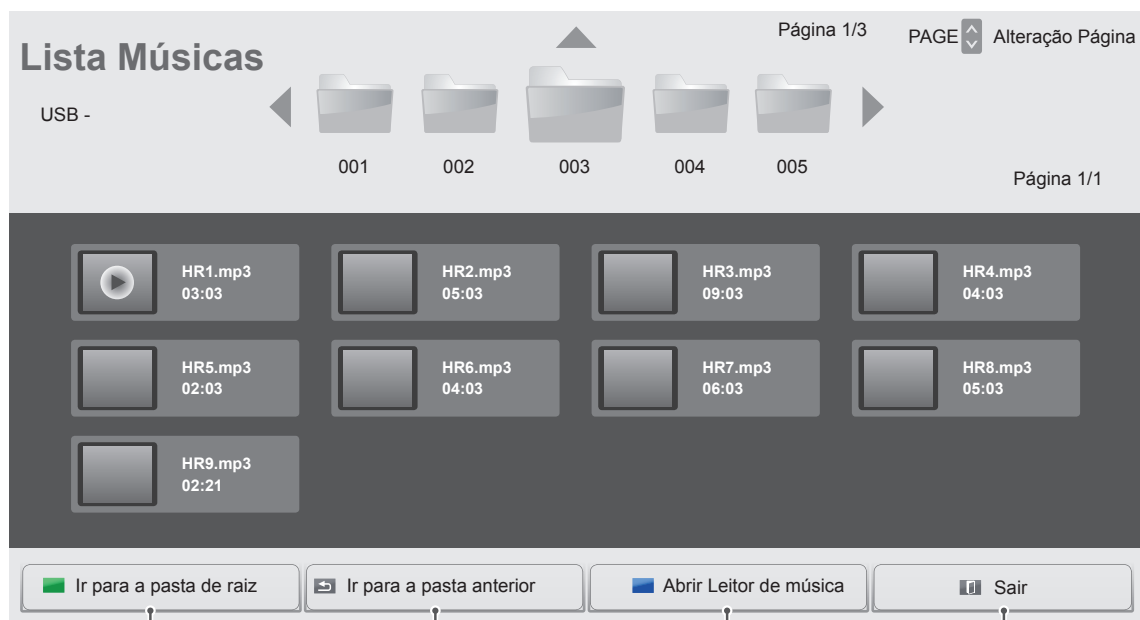 Página 1/3
PAGE Alteração Página
Lista Músicas
USB -
001 002 003 004 005
Página 1/1
HR1.mp3
03:03
HR2.mp3
05:03
HR3.mp3
09:03
HR4.mp3
04:03
HR5.mp3
02:03
HR6.mp3
04:03
HR7.mp3
06:03
HR8.mp3
05:03
HR9.mp3
02:21
Ir para a pasta de raiz
Ir para a pasta anterior
Abrir Leitor de música
Sair